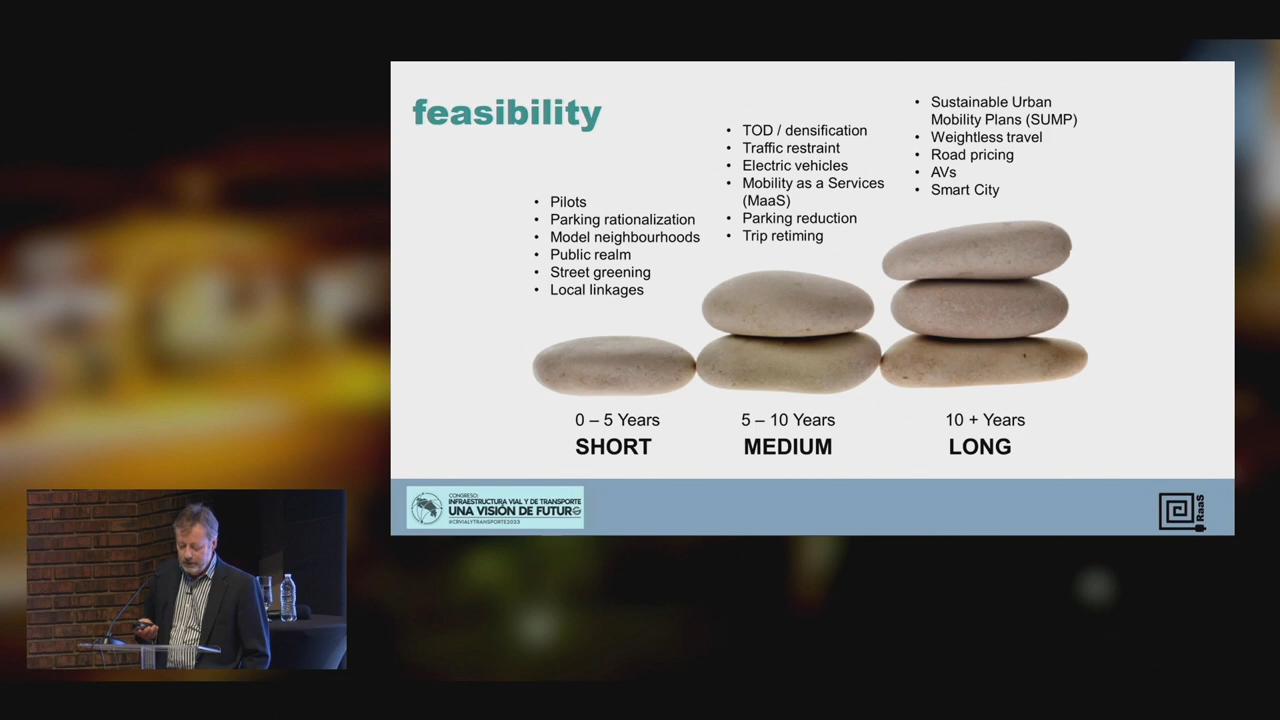 feasibility
• Pilots
• Parking rationalization
• Model neighbourhoods
• Public realm
• Street greening
• Local linkages
• TOD / densification
• Traffic restraint
• Electric vehicles
• Mobility as a Services
(MaaS)
• Parking reduction
• Trip retiming
• Sustainable Urban
Mobility Plans (SUMP)
• Weightless travel
• Road pricing
• AVs
• Smart City
0 – 5 Years
SHORT
5 – 10 Years
MEDIUM
10 + Years
LONG
CONGRESO:
INFRAESTRUCTURA VIAL Y DE TRANSPORTE
UNA VISIÓN DE FUTURO
#CRVIALYTRANSPORTE2023
RaaS